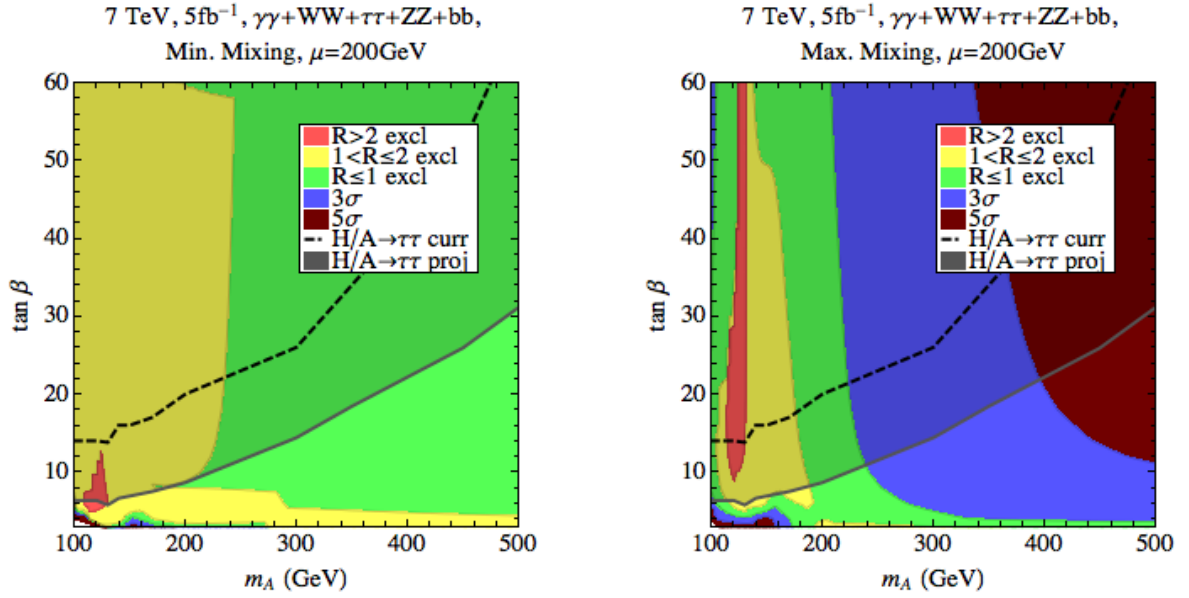 7 TeV, 5fb⁻¹, γγ+WW+ττ+ZZ+bb,
Min. Mixing, μ=200GeV
60
50
40
30
20
10
tan β
R>2 excl
1<R≤2 excl
R≤1 excl
3σ
5σ
H/A→ττ curr
H/A→ττ proj
100
200
300
400
500
m_A (GeV)
7 TeV, 5fb⁻¹, γγ+WW+ττ+ZZ+bb,
Max. Mixing, μ=200GeV
60
50
40
30
20
10
tan β
R>2 excl
1<R≤2 excl
R≤1 excl
3σ
5σ
H/A→ττ curr
H/A→ττ proj
100
200
300
400
500
m_A (GeV)